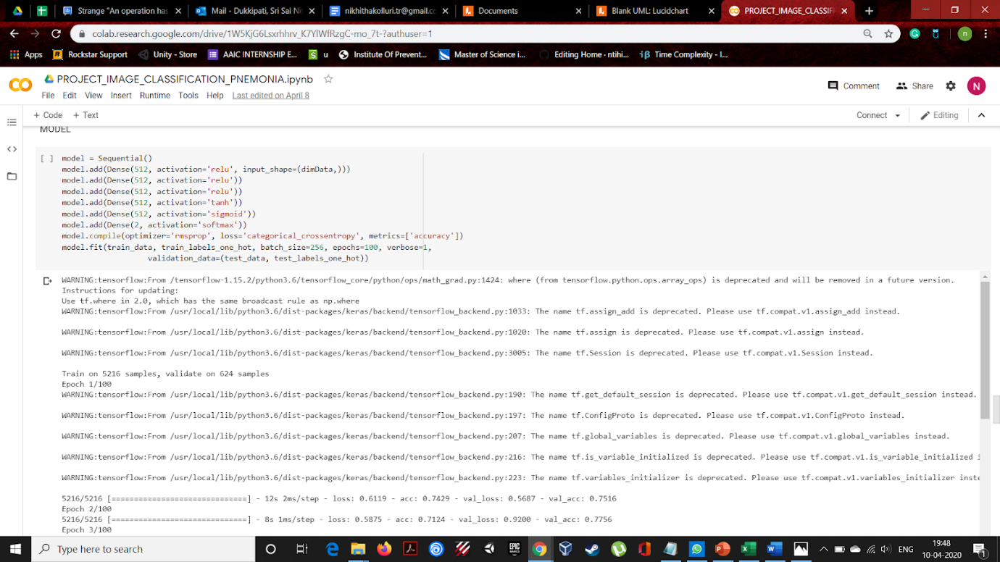 Strange "An operation has
Mail - Dukkipati, Sri Sai Ni
nikhithakolluri.tr@gmail.cc
Documents
Blank UML: Lucidchart
PROJECT_IMAGE_CLASSIF
colab.research.google.com/drive/1W5KjG6Lsxrhhrv_K7YlWfRzgC-mo_7t-?authuser=1
n
Apps
Rockstar Support
Unity - Store
AAIC INTERNSHIP E...
u
Institute Of Prevent...
Master of Science i...
Editing Home · ntihi...
Time Complexity - I...
PROJECT_IMAGE_CLASSIFICATION_PNEMONIA.ipynb
File Edit View Insert Runtime Tools Help Last edited on April 8
Comment Share N
+ Code + Text Connect Editing
MODEL
[ ] model = Sequential()
model.add(Dense(512, activation='relu', input_shape=(dimData,)))
model.add(Dense(512, activation='relu'))
model.add(Dense(512, activation='relu'))
model.add(Dense(512, activation='tanh'))
model.add(Dense(512, activation='sigmoid'))
model.add(Dense(2, activation='softmax'))
model.compile(optimizer='rmsprop', loss='categorical_crossentropy', metrics=['accuracy'])
model.fit(train_data, train_labels_one_hot, batch_size=256, epochs=100, verbose=1,
validation_data=(test_data, test_labels_one_hot))
WARNING:tensorflow:From /tensorflow-1.15.2/python3.6/tensorflow_core/python/ops/math_grad.py:1424: where (from tensorflow.python.ops.array_ops) is deprecated and will be removed in a future version.
Instructions for updating:
Use tf.where in 2.0, which has the same broadcast rule as np.where
WARNING:tensorflow:From /usr/local/lib/python3.6/dist-packages/keras/backend/tensorflow_backend.py:1033: The name tf.assign_add is deprecated. Please use tf.compat.v1.assign_add instead.
WARNING:tensorflow:From /usr/local/lib/python3.6/dist-packages/keras/backend/tensorflow_backend.py:1020: The name tf.assign is deprecated. Please use tf.compat.v1.assign instead.
WARNING:tensorflow:From /usr/local/lib/python3.6/dist-packages/keras/backend/tensorflow_backend.py:3005: The name tf.Session is deprecated. Please use tf.compat.v1.Session instead.
Train on 5216 samples, validate on 624 samples
Epoch 1/100
WARNING:tensorflow:From /usr/local/lib/python3.6/dist-packages/keras/backend/tensorflow_backend.py:190: The name tf.get_default_session is deprecated. Please use tf.compat.v1.get_default_session instead.
WARNING:tensorflow:From /usr/local/lib/python3.6/dist-packages/keras/backend/tensorflow_backend.py:197: The name tf.ConfigProto is deprecated. Please use tf.compat.v1.ConfigProto instead.
WARNING:tensorflow:From /usr/local/lib/python3.6/dist-packages/keras/backend/tensorflow_backend.py:207: The name tf.global_variables is deprecated. Please use tf.compat.v1.global_variables instead.
WARNING:tensorflow:From /usr/local/lib/python3.6/dist-packages/keras/backend/tensorflow_backend.py:216: The name tf.is_variable_initialized is deprecated. Please use tf.compat.v1.is_variable_initialized i
WARNING:tensorflow:From /usr/local/lib/python3.6/dist-packages/keras/backend/tensorflow_backend.py:223: The name tf.variables_initializer is deprecated. Please use tf.compat.v1.variables_initializer inste
5216/5216 [==============================] - 12s 2ms/step - loss: 0.6119 - acc: 0.7429 - val_loss: 0.5687 - val_acc: 0.7516
Epoch 2/100
5216/5216 [==============================] - 8s 1ms/step - loss: 0.5875 - acc: 0.7124 - val_loss: 0.9200 - val_acc: 0.7756
Epoch 3/100
Type here to search
EPIC GAMES
ENG
19:48
10-04-2020
1